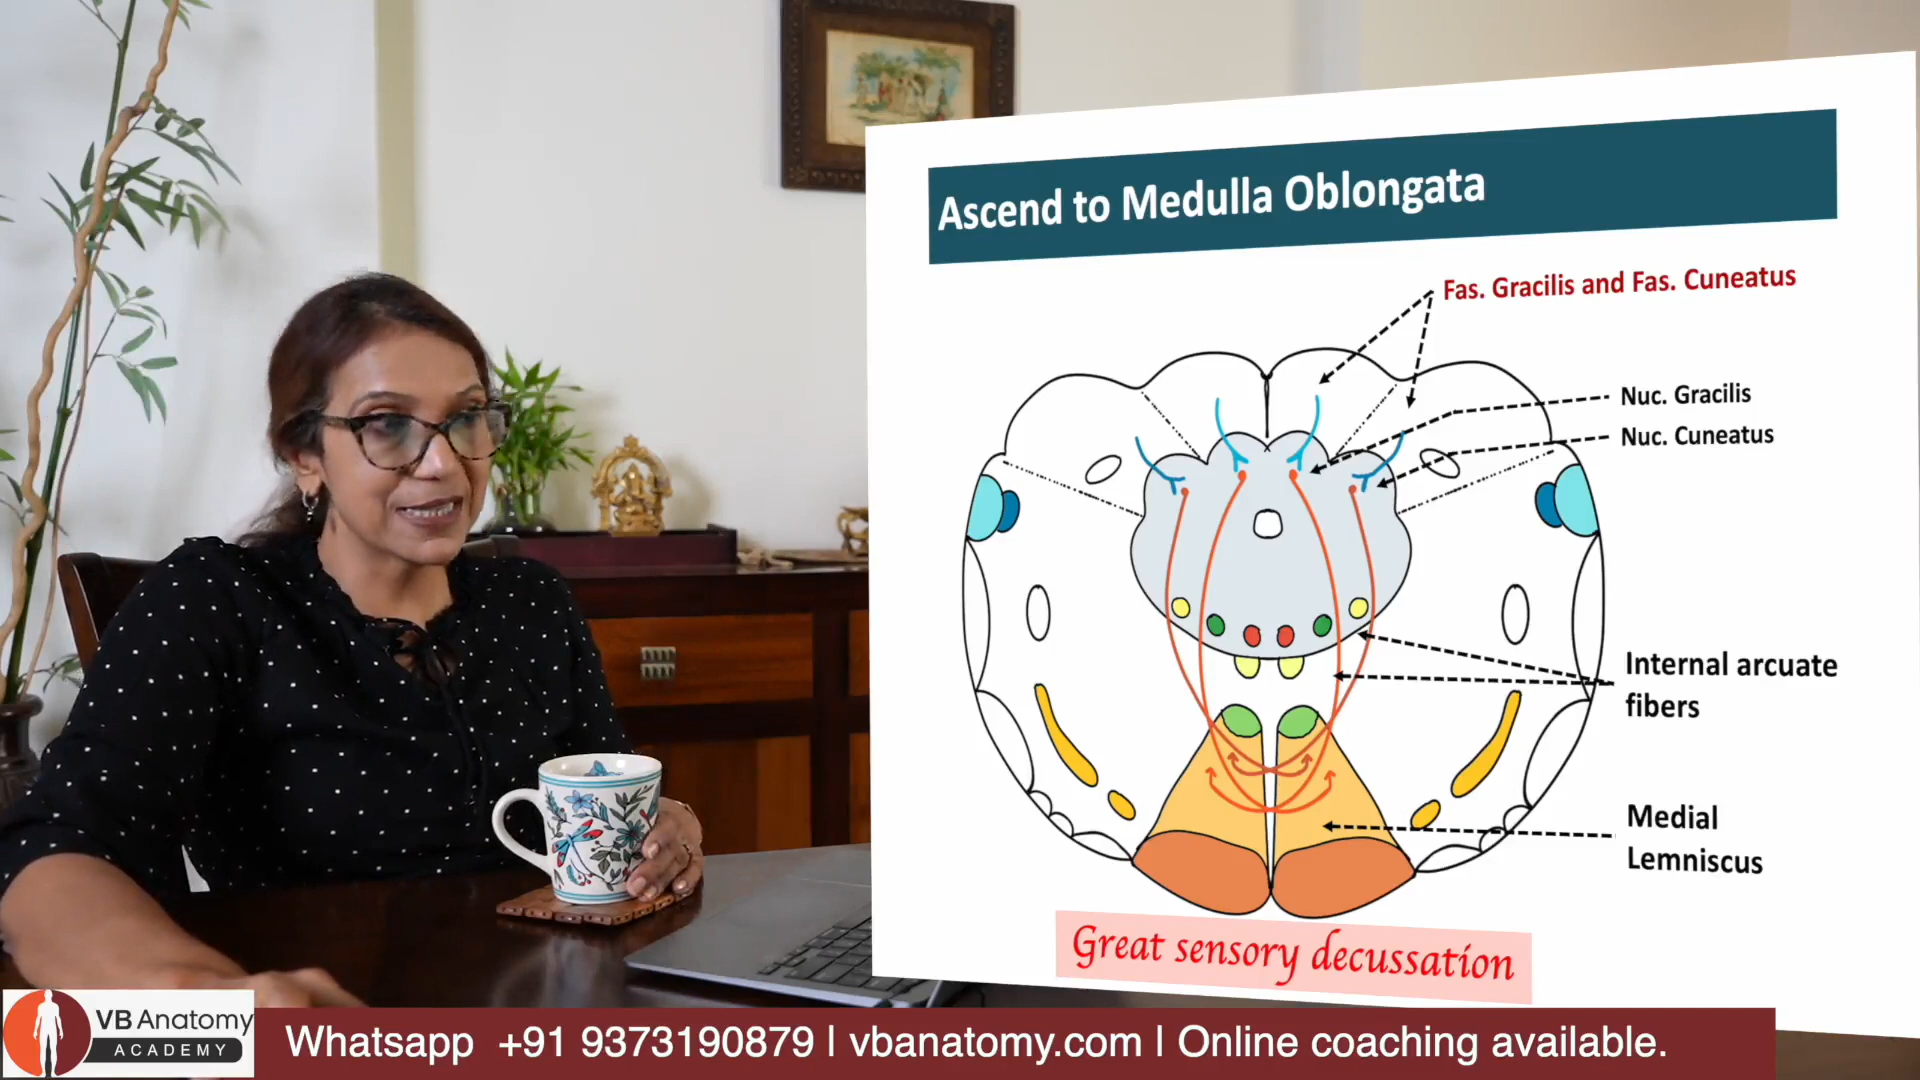 Ascend to Medulla Oblongata
Fas. Gracilis and Fas. Cuneatus
Nuc. Gracilis
Nuc. Cuneatus
Internal arcuate
fibers
Medial
Lemniscus
Great sensory decussation
VB Anatomy
ACADEMY
Whatsapp +91 9373190879 | vbanatomy.com | Online coaching available.